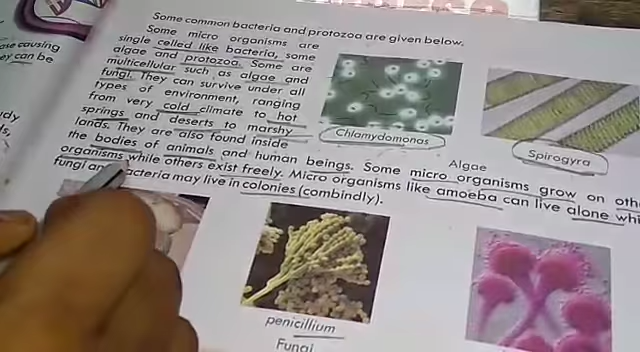 Some common bacteria and protozoa are given below.
Some micro organisms are
single celled like bacteria, some
algae and protozoa. Some are
multicellular such as algae and
fungi. They can survive under all
types of environment, ranging
from very cold climate to hot
springs and deserts to marshy
lands. They are also found inside
the bodies of animals and human beings. Some micro organisms grow on
organisms while others exist freely. Micro organisms like amoeba can live alone
fungi may live in colonies (combindly).
ase causing
can be
Chlamydomonas
Spirogyra
Algae
penicillium
Fungi